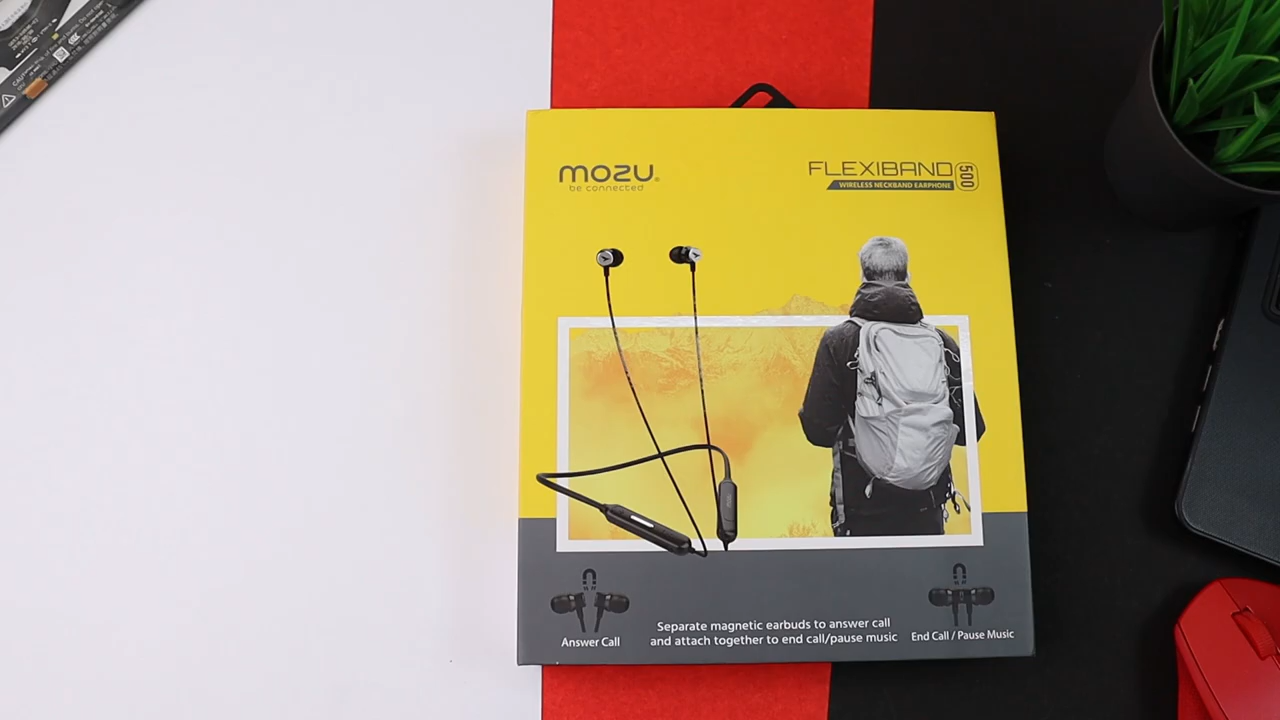 mozu®
be connected
FLEXIBAND 500
WIRELESS NECKBAND EARPHONE
Answer Call
Separate magnetic earbuds to answer call
and attach together to end call/pause music
End Call / Pause Music